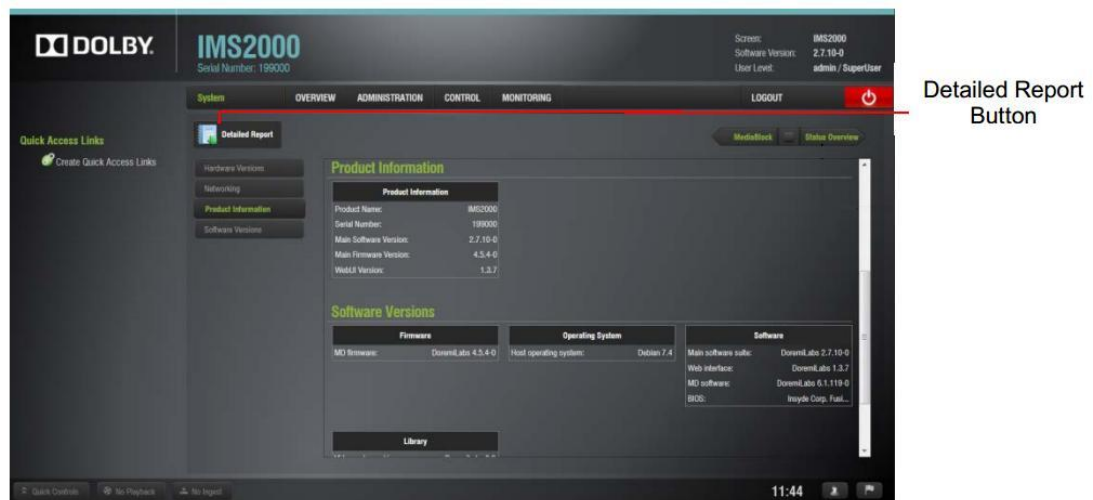 DOLBY.
IMS2000
Serial Number: 199000
Screen: IMS2000
Software Version: 2.7.10-0
User Level: admin / SuperUser
System OVERVIEW ADMINISTRATION CONTROL MONITORING LOGOUT
Detailed Report
Button
Quick Access Links
Create Quick Access Links
Detailed Report
MediaBlock Status Overview
Hardware Versions
Networking
Product Information
Software Versions
Product Information
Product Information
Product Name: IMS2000
Serial Number: 199000
Main Software Version: 2.7.10-0
Main Firmware Version: 4.5.4-0
WebUI Version: 1.3.7
Software Versions
Firmware
MD firmware: DoremiLabs 4.5.4-0
Operating System
Host operating system: Debian 7.4
Software
Main software suite: DoremiLabs 2.7.10-0
Web interface: DoremiLabs 1.3.7
MD software: DoremiLabs 6.1.119-0
BIOS: Insyde Corp. Fusi...
Library
Quick Controls No Playback No Ingest 11:44